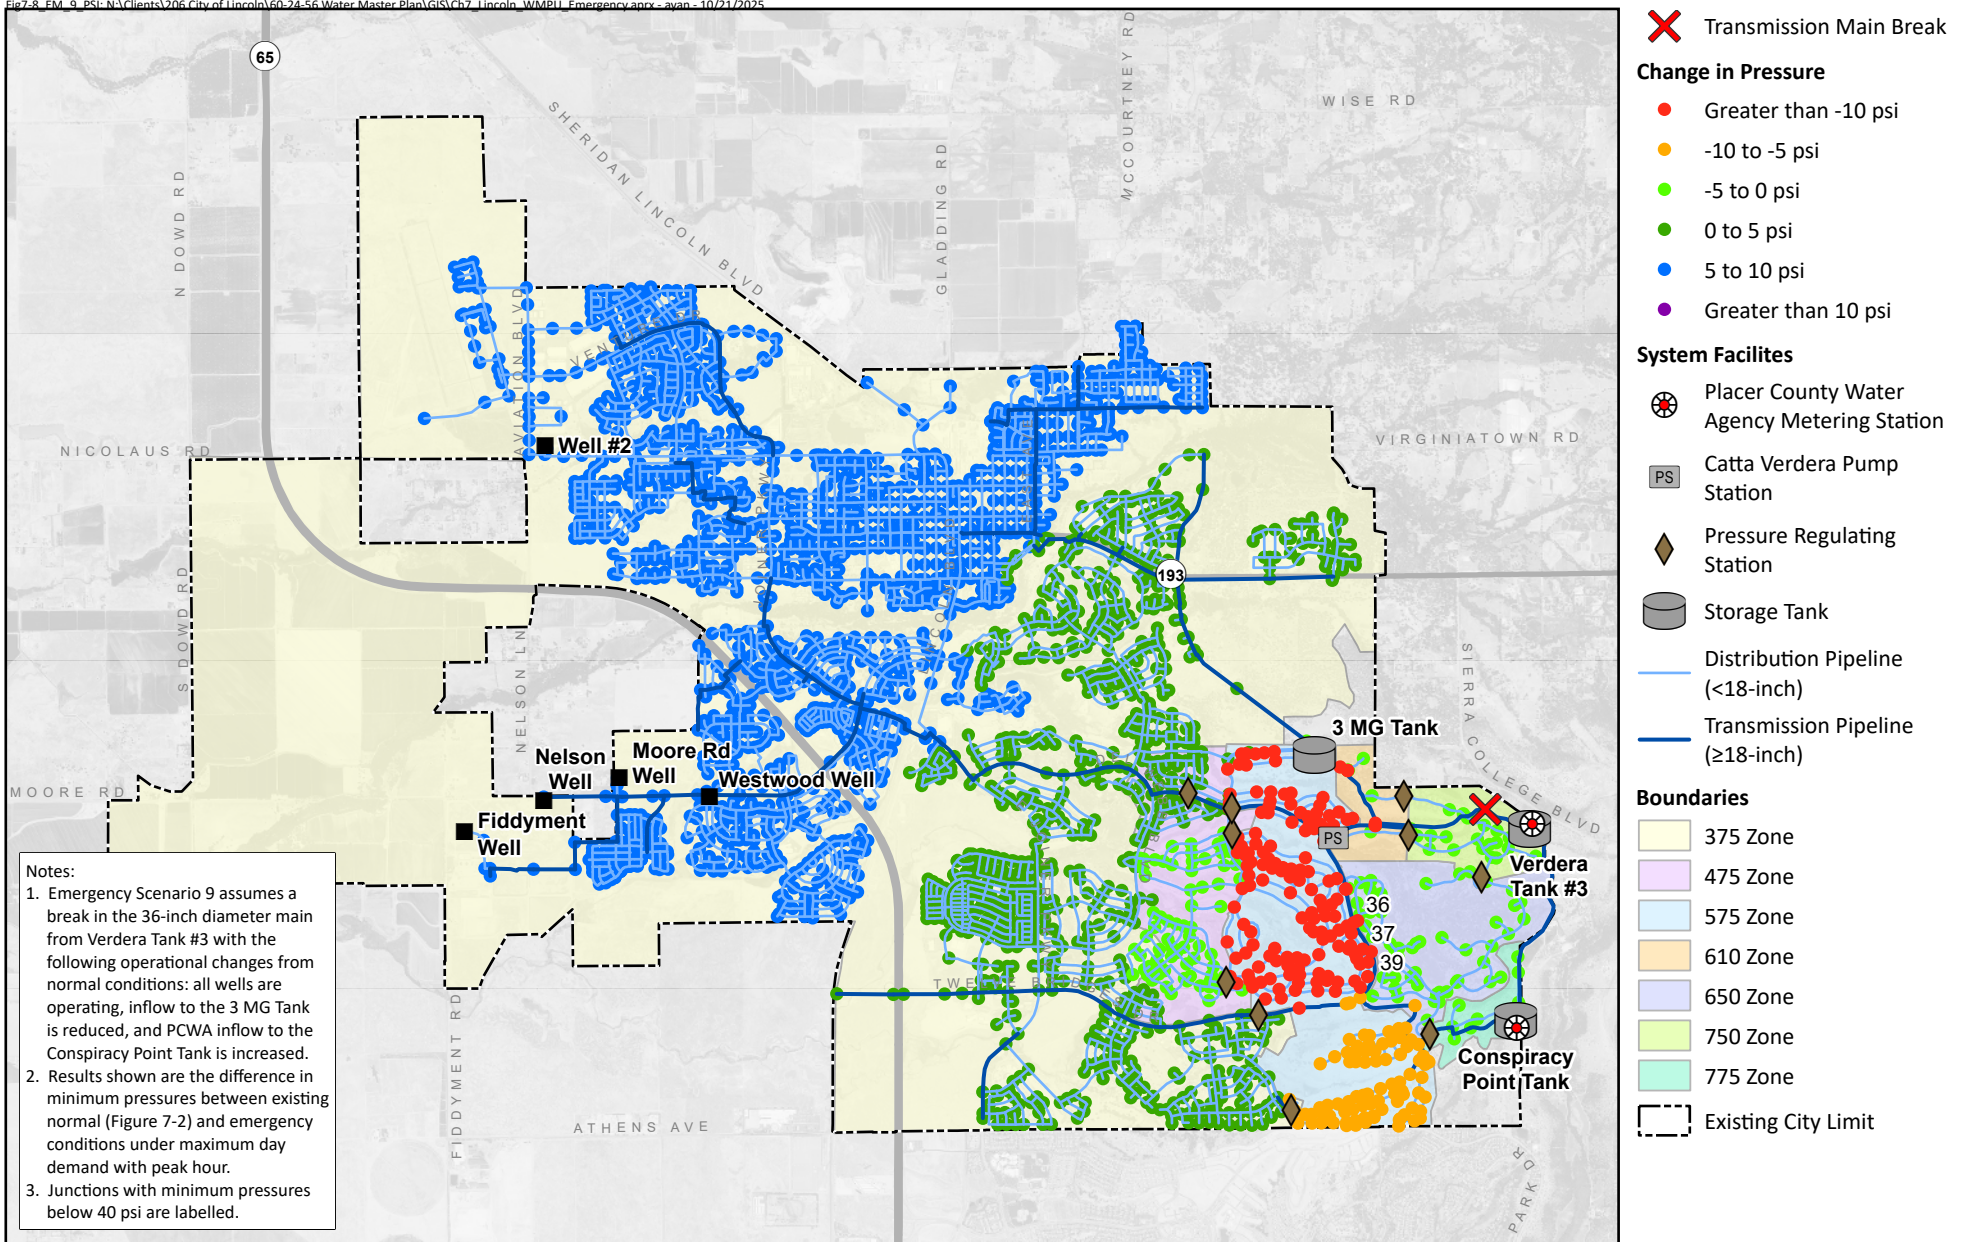 Fig7-8_EM_9_PSI: N:\Clients\206 City of Lincoln\60-24-56 Water Master Plan\GIS\Ch7_Lincoln_WMPU_Emergency.aprx - ayan - 10/21/2025
65
N DOWD RD
SHERIDAN LINCOLN BLVD
GLADDING RD
MCCOURTNEY RD
WISE RD
VIRGINIATOWN RD
NICOLAUS RD
AVIATION BLVD
Well #2
193
S DOWD RD
NELSON LN
SIERRA COLLEGE BLVD
MOORE RD
Nelson
Well
Moore Rd
Well
Westwood Well
Fiddyment
Well
3 MG Tank
PS
Verdera
Tank #3
36
37
39
Conspiracy
Point Tank
FIDDYMENT RD
ATHENS AVE
PARK DR
Notes:
1. Emergency Scenario 9 assumes a
break in the 36-inch diameter main
from Verdera Tank #3 with the
following operational changes from
normal conditions: all wells are
operating, inflow to the 3 MG Tank
is reduced, and PCWA inflow to the
Conspiracy Point Tank is increased.
2. Results shown are the difference in
minimum pressures between existing
normal (Figure 7-2) and emergency
conditions under maximum day
demand with peak hour.
3. Junctions with minimum pressures
below 40 psi are labelled.
Transmission Main Break
Change in Pressure
Greater than -10 psi
-10 to -5 psi
-5 to 0 psi
0 to 5 psi
5 to 10 psi
Greater than 10 psi
System Facilites
Placer County Water
Agency Metering Station
PS
Catta Verdera Pump
Station
Pressure Regulating
Station
Storage Tank
Distribution Pipeline
(<18-inch)
Transmission Pipeline
(≥18-inch)
Boundaries
375 Zone
475 Zone
575 Zone
610 Zone
650 Zone
750 Zone
775 Zone
Existing City Limit